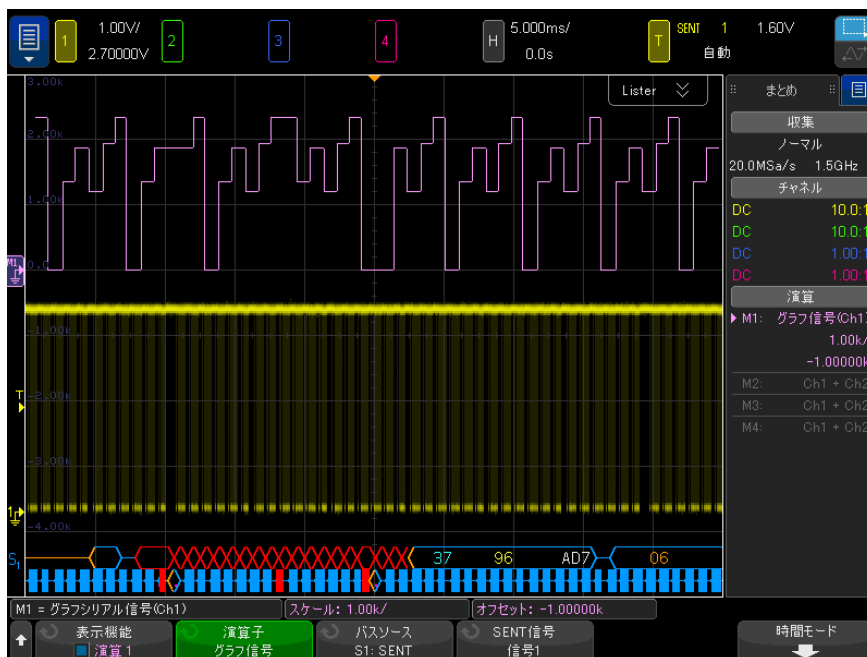 1 1.00V/ 2 3 4 H 5.000ms/ T SENT 1 1.60V
2.70000V 0.0s 自動
3.00k
Lister
まとめ
収集
ノーマル
2.00k
20.0MSa/s 1.5GHz
チャネル
1.00k
DC 10.0:1
DC 10.0:1
DC 1.00:1
M1 0.0
DC 1.00:1
演算
M1: グラフ信号(Ch1)
-1.00k
1.00k/
-1.00000k
M2: Ch1 + Ch2
T -2.00k
M3: Ch1 + Ch2
M4: Ch1 + Ch2
-3.00k
1
-4.00k
S1 37 96 AD7 06
M1 = グラフシリアル信号(Ch1) スケール: 1.00k/ オフセット: -1.00000k
表示機能 演算子 バスソース SENT信号 時間モード
演算 1 グラフ信号 S1: SENT 信号1